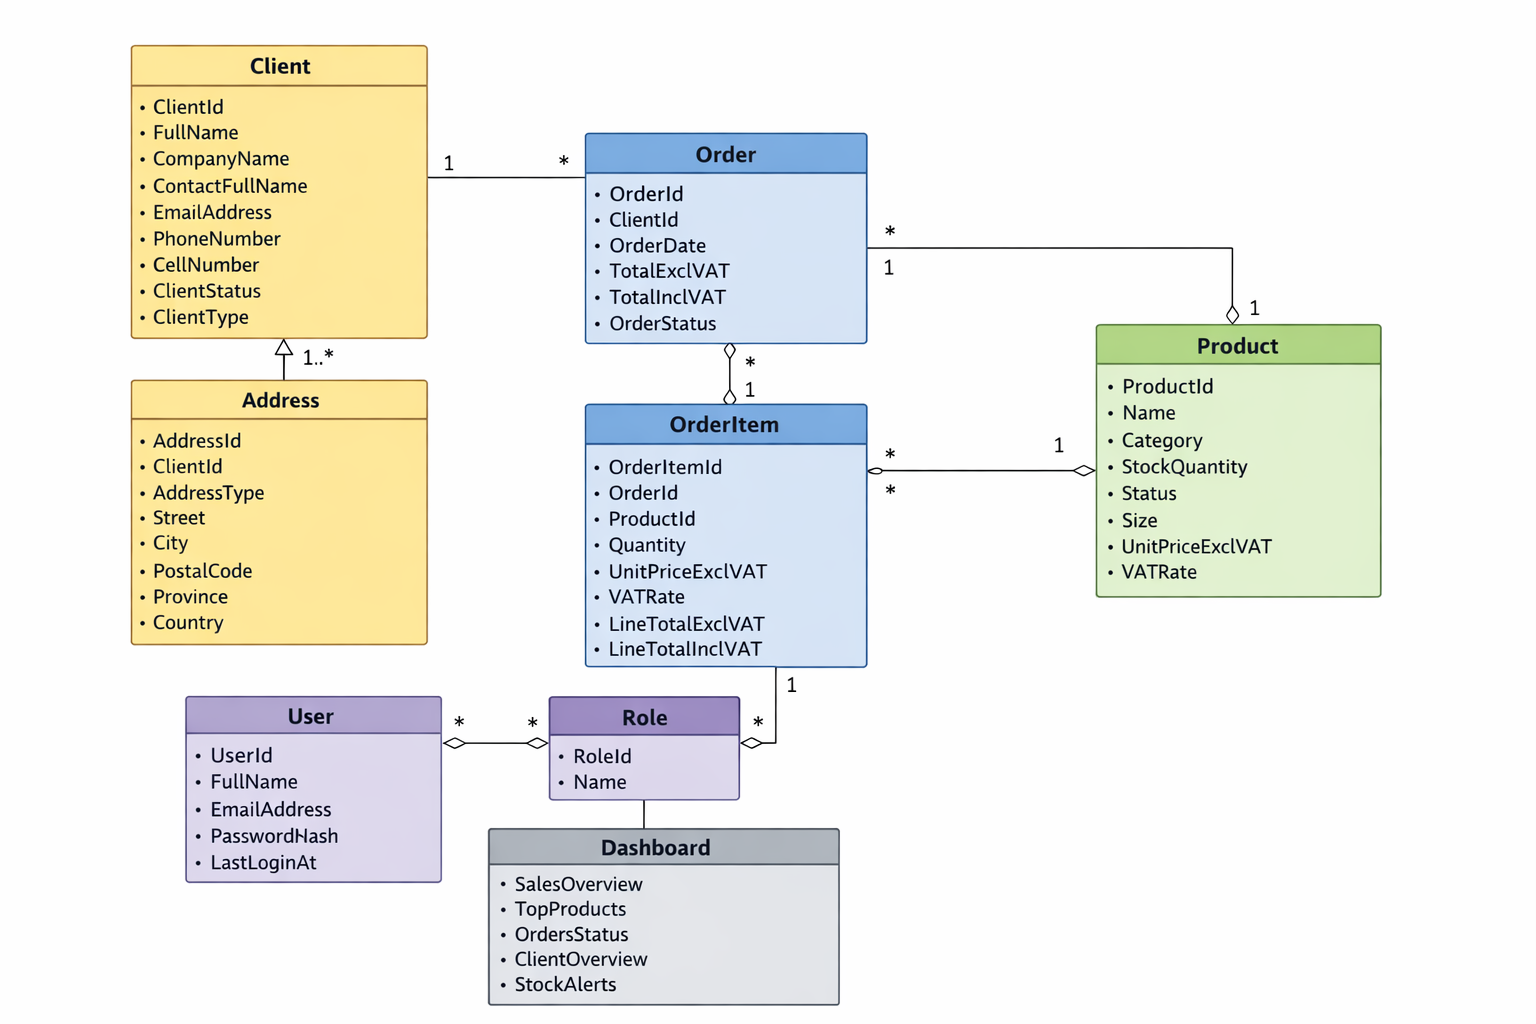 Client
• ClientId
• FullName
• CompanyName
• ContactFullName
• EmailAddress
• PhoneNumber
• CellNumber
• ClientStatus
• ClientType
1
*
1..*
Address
• AddressId
• ClientId
• AddressType
• Street
• City
• PostalCode
• Province
• Country
Order
• OrderId
• ClientId
• OrderDate
• TotalExclVAT
• TotalInclVAT
• OrderStatus
*
1
1
*
1
OrderItem
• OrderItemId
• OrderId
• ProductId
• Quantity
• UnitPriceExclVAT
• VATRate
• LineTotalExclVAT
• LineTotalInclVAT
*
*
1
Product
• ProductId
• Name
• Category
• StockQuantity
• Status
• Size
• UnitPriceExclVAT
• VATRate
1
*
User
• UserId
• FullName
• EmailAddress
• PasswordHash
• LastLoginAt
*
*
Role
• RoleId
• Name
Dashboard
• SalesOverview
• TopProducts
• OrdersStatus
• ClientOverview
• StockAlerts